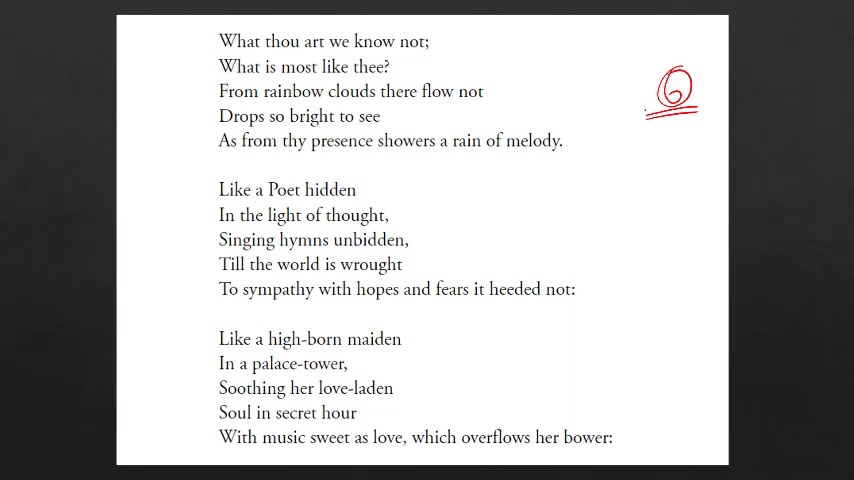 What thou art we know not;
What is most like thee?
From rainbow clouds there flow not
Drops so bright to see
As from thy presence showers a rain of melody.
6
Like a Poet hidden
In the light of thought,
Singing hymns unbidden,
Till the world is wrought
To sympathy with hopes and fears it heeded not:
Like a high-born maiden
In a palace-tower,
Soothing her love-laden
Soul in secret hour
With music sweet as love, which overflows her bower: